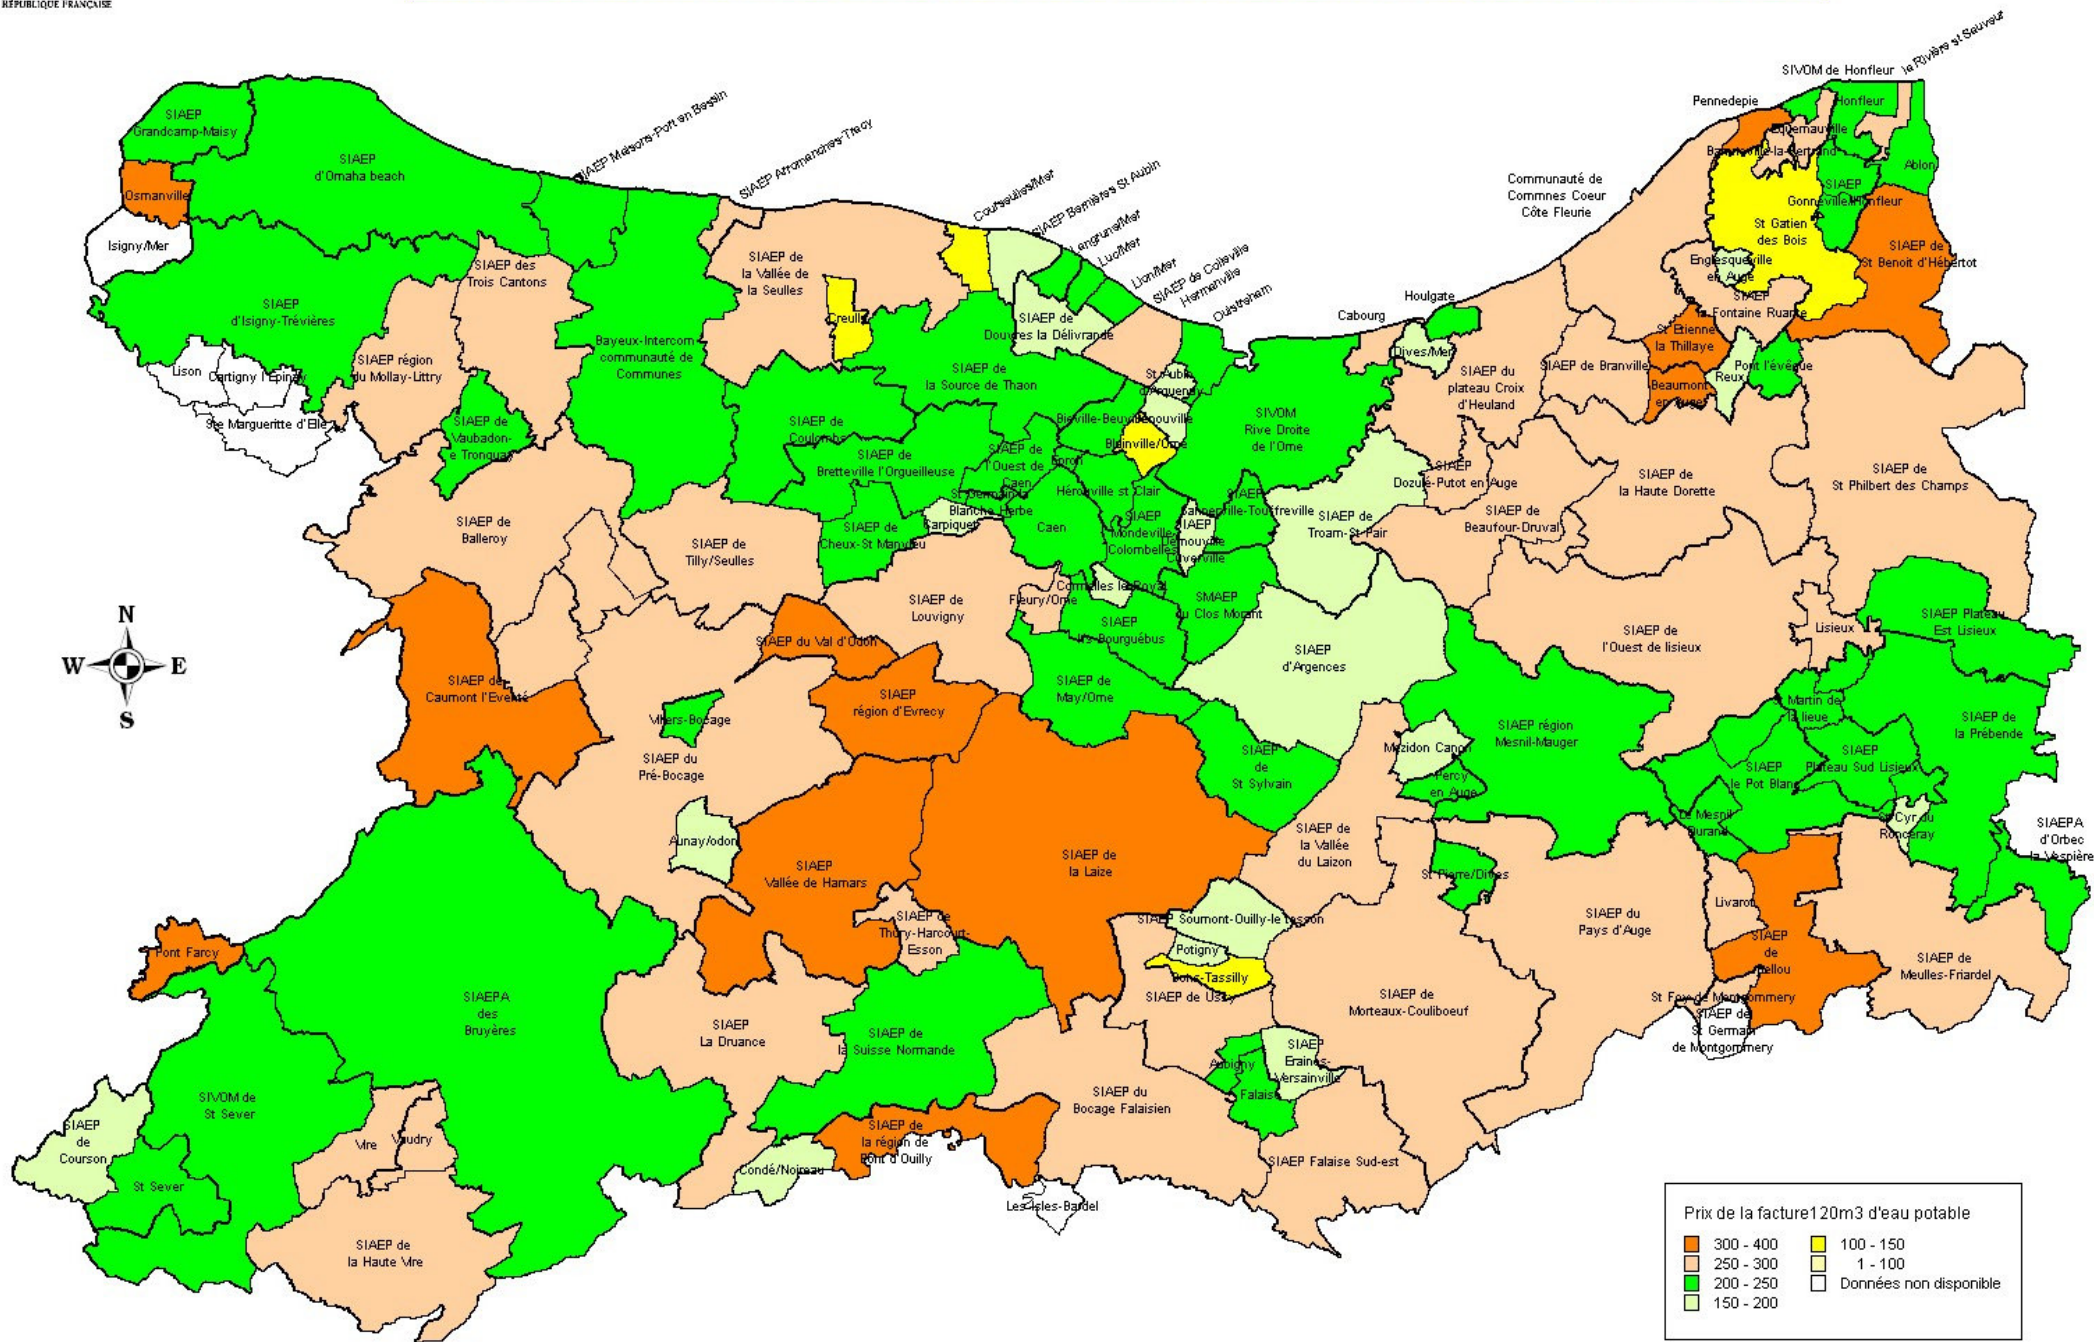 RÉPUBLIQUE FRANÇAISE
la Rivière st Sauveur
SIVOM de Honfleur
Pennedepie
Honfleur
SIAEP
Grandcamp-Maisy
SIAEP Maisons-Port en Bessin
SIAEP Arromanches-Tracy
Equemauville
Ablon
SIAEP
d'Omaha beach
Courseulles/Mer
SIAEP Bernières St Aubin
Communauté de
Commnes Coeur
Côte Fleurie
SIAEP
Gonneville/Honfleur
Osmanville
Langrune/Mer
Luc/Mer
Lion/Mer
SIAEP de Colleville
Hermanville
Ouistreham
St Gatien
des Bois
Isigny/Mer
SIAEP des
Trois Cantons
SIAEP de
la Vallée de
la Seulles
SIAEP de
St Benoit d'Hébertot
Englesqueville
en Auge
SIAEP
d'Isigny-Trévières
Creully
SIAEP de
Douvres la Délivrande
Cabourg
Houlgate
SIAEP
la Fontaine Ruante
St Etienne
la Thillaye
Bayeux-Intercom
communauté de
Communes
Dives/Mer
SIAEP région
du Mollay-Littry
Lison
Cartigny l'Epinay
SIAEP de
la Source de Thaon
St Aubin
d'Arquenay
SIAEP du
plateau Croix
d'Heuland
SIAEP de Branville
Beaumont
en Auge
Reux
Pont l'évêque
Ste Margueritte d'Elle
SIAEP de
Vaubadon-
le Tronquay
SIAEP de
Coulombs
Bieville-Beuville
Benouville
Blainville/Orne
SIVOM
Rive Droite
de l'Orne
SIAEP de
Bretteville l'Orgueilleuse
SIAEP de
l'Ouest de
Caen
Epron
SIAEP
Dozulé-Putot en Auge
SIAEP de
la Haute Dorette
SIAEP de
St Philbert des Champs
St Germain la
Blanche Herbe
Hérouville st Clair
SIAEP
Sannerville-Touffreville
SIAEP de
Balleroy
SIAEP de
Cheux-St Manvieu
Carpiquet
Caen
SIAEP
Mondeville
Colombelles
SIAEP
Démouville
Cuverville
SIAEP de
Troarn-St-Pair
SIAEP de
Beaufour-Druval
SIAEP de
Tilly/Seulles
Cormelles le Royal
SIAEP de
Louvigny
Fleury/Orne
SMAEP
du Clos Morant
SIAEP
Ifs-Bourguébus
SIAEP Plateau
Est Lisieux
Lisieux
SIAEP de
l'Ouest de lisieux
SIAEP du Val d'Odon
SIAEP
d'Argences
N
W E
S
SIAEP de
Caumont l'Eventé
SIAEP
région d'Evrecy
SIAEP de
May/Orne
St Martin de
la lieue
SIAEP de
la Prébende
Villers-Bocage
SIAEP région
Mesnil-Mauger
Mezidon Canon
SIAEP du
Pré-Bocage
SIAEP
de
St Sylvain
Percy
en Auge
SIAEP
le Pot Blanc
SIAEP
Plateau Sud Lisieux
Le Mesnil
Durand
St Cyr du
Ronceray
SIAEPA
d'Orbec
la Vespière
Aunay/odon
SIAEP
Vallée de Hamars
SIAEP de
la Laize
SIAEP de
la Vallée
du Laizon
St Pierre/Dives
Livarot
SIAEP de
Thury-Harcourt-
Esson
SIAEP Soumont-Ouilly-le tesson
SIAEP du
Pays d'Auge
Pont Farcy
Potigny
Bons-Tassilly
SIAEP
de
Bellou
SIAEP de
Meulles-Friardel
SIAEPA
des
Bruyères
SIAEP de Ussy
SIAEP de
Morteaux-Couliboeuf
St Foy de Montgommery
SIAEP de
St Germain
de Montgommery
SIAEP
La Druance
SIAEP de
la Suisse Normande
Aubigny
SIAEP
Eraines-
Versainville
Falaise
SIAEP du
Bocage Falaisien
SIVOM de
St Sever
SIAEP
de
Courson
Vire
Vaudry
SIAEP de
la région de
Pont d'Ouilly
Condé/Noireau
SIAEP Falaise Sud-est
St Sever
Les Isles-Bardel
SIAEP de
la Haute Vire
Prix de la facture120m3 d'eau potable
300 - 400
250 - 300
200 - 250
150 - 200
100 - 150
1 - 100
Données non disponible